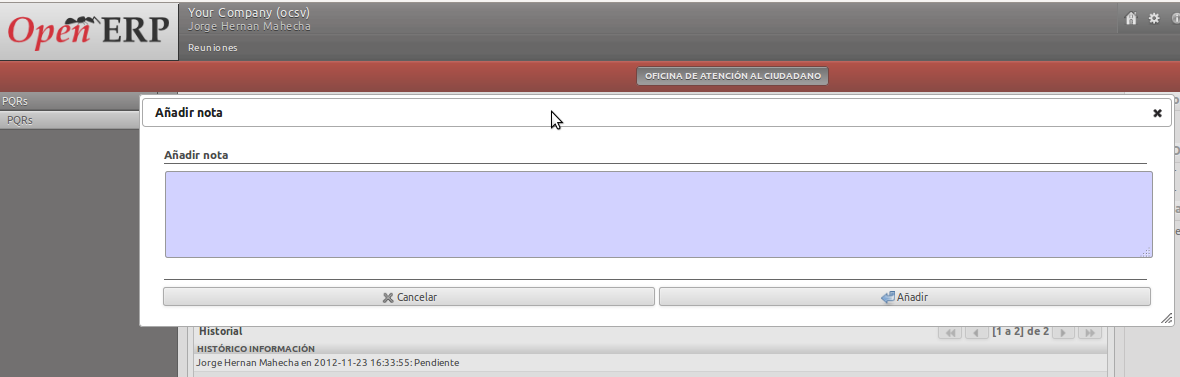 Open ERP
Your Company (ocsv)
Jorge Hernan Mahecha
Reuniones
OFICINA DE ATENCIÓN AL CIUDADANO
PQRs
PQRs
Añadir nota
Añadir nota
Cancelar
Añadir
Historial
[1 a 2] de 2
HISTÓRICO INFORMACIÓN
Jorge Hernan Mahecha en 2012-11-23 16:33:55: Pendiente